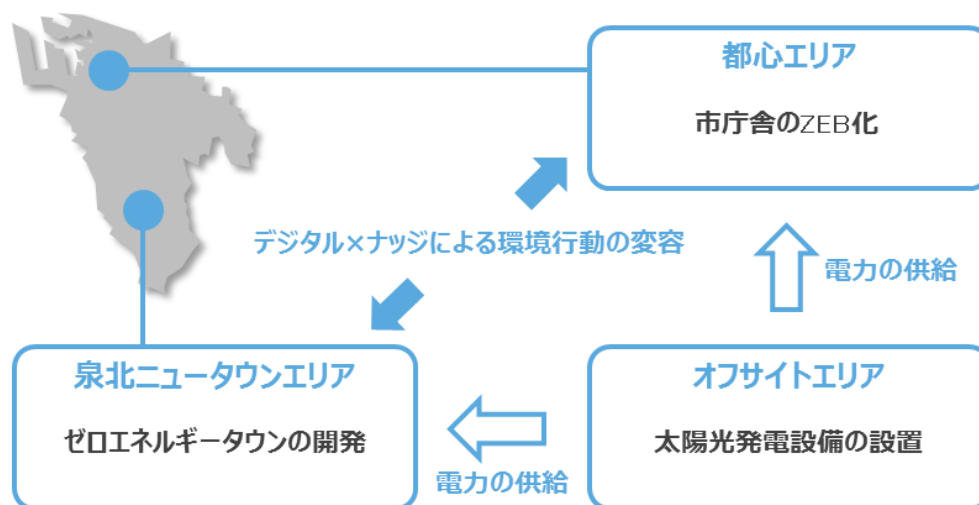 都心エリア
市庁舎のZEB化
デジタル×ナッジによる環境行動の変容
電力の供給
泉北ニュータウンエリア
ゼロエネルギータウンの開発
オフサイトエリア
太陽光発電設備の設置
電力の供給